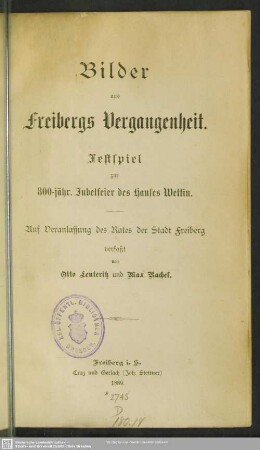 Bilder
aus
Freibergs Vergangenheit.
Festspiel
zur
800-jähr. Jubelfeier des Hauses Wettin.
Auf Veranlassung des Rates der Stadt Freiberg
verfaßt
von
Otto Leuteritz und Max Rachel.
Freiberg i. S.
Craz und Gerlach (Joh. Stettner)